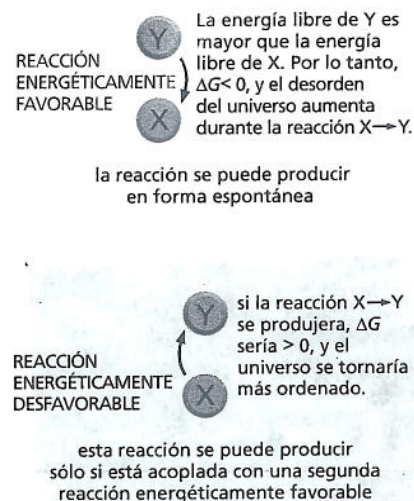 Y
X
REACCIÓN
ENERGÉTICAMENTE
FAVORABLE
La energía libre de Y es
mayor que la energía
libre de X. Por lo tanto,
ΔG< 0, y el desorden
del universo aumenta
durante la reacción X→Y.
la reacción se puede producir
en forma espontánea
REACCIÓN
ENERGÉTICAMENTE
DESFAVORABLE
Y
X
si la reacción X→Y
se produjera, ΔG
sería > 0, y el
universo se tornaría
más ordenado.
esta reacción se puede producir
sólo si está acoplada con una segunda
reacción energéticamente favorable